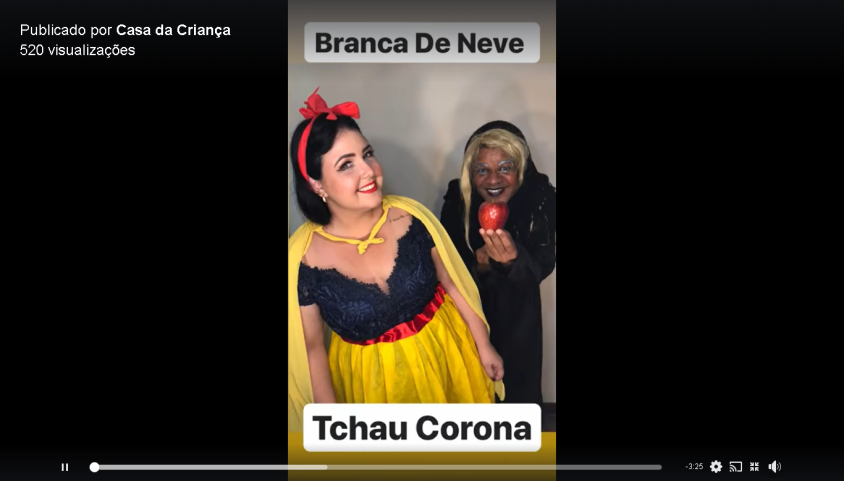 Publicado por Casa da Criança
520 visualizações
Branca De Neve
Tchau Corona
-3:25